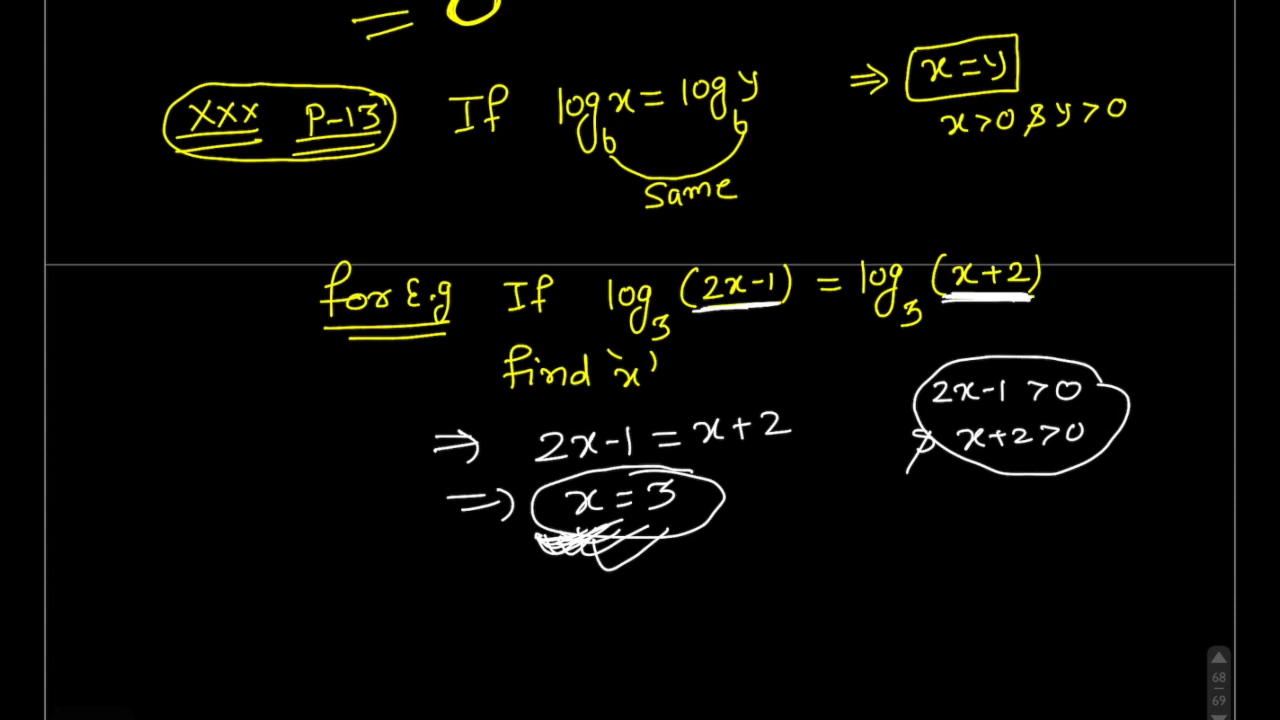 = 0
xxx P-13 If log_b x = log_b y ⇒ x = y
x > 0 & y > 0
Same
for E.g If log_3 (2x-1) = log_3 (x+2)
find 'x'
2x-1 > 0
& x+2 > 0
⇒ 2x-1 = x+2
⇒ x = 3
68
69